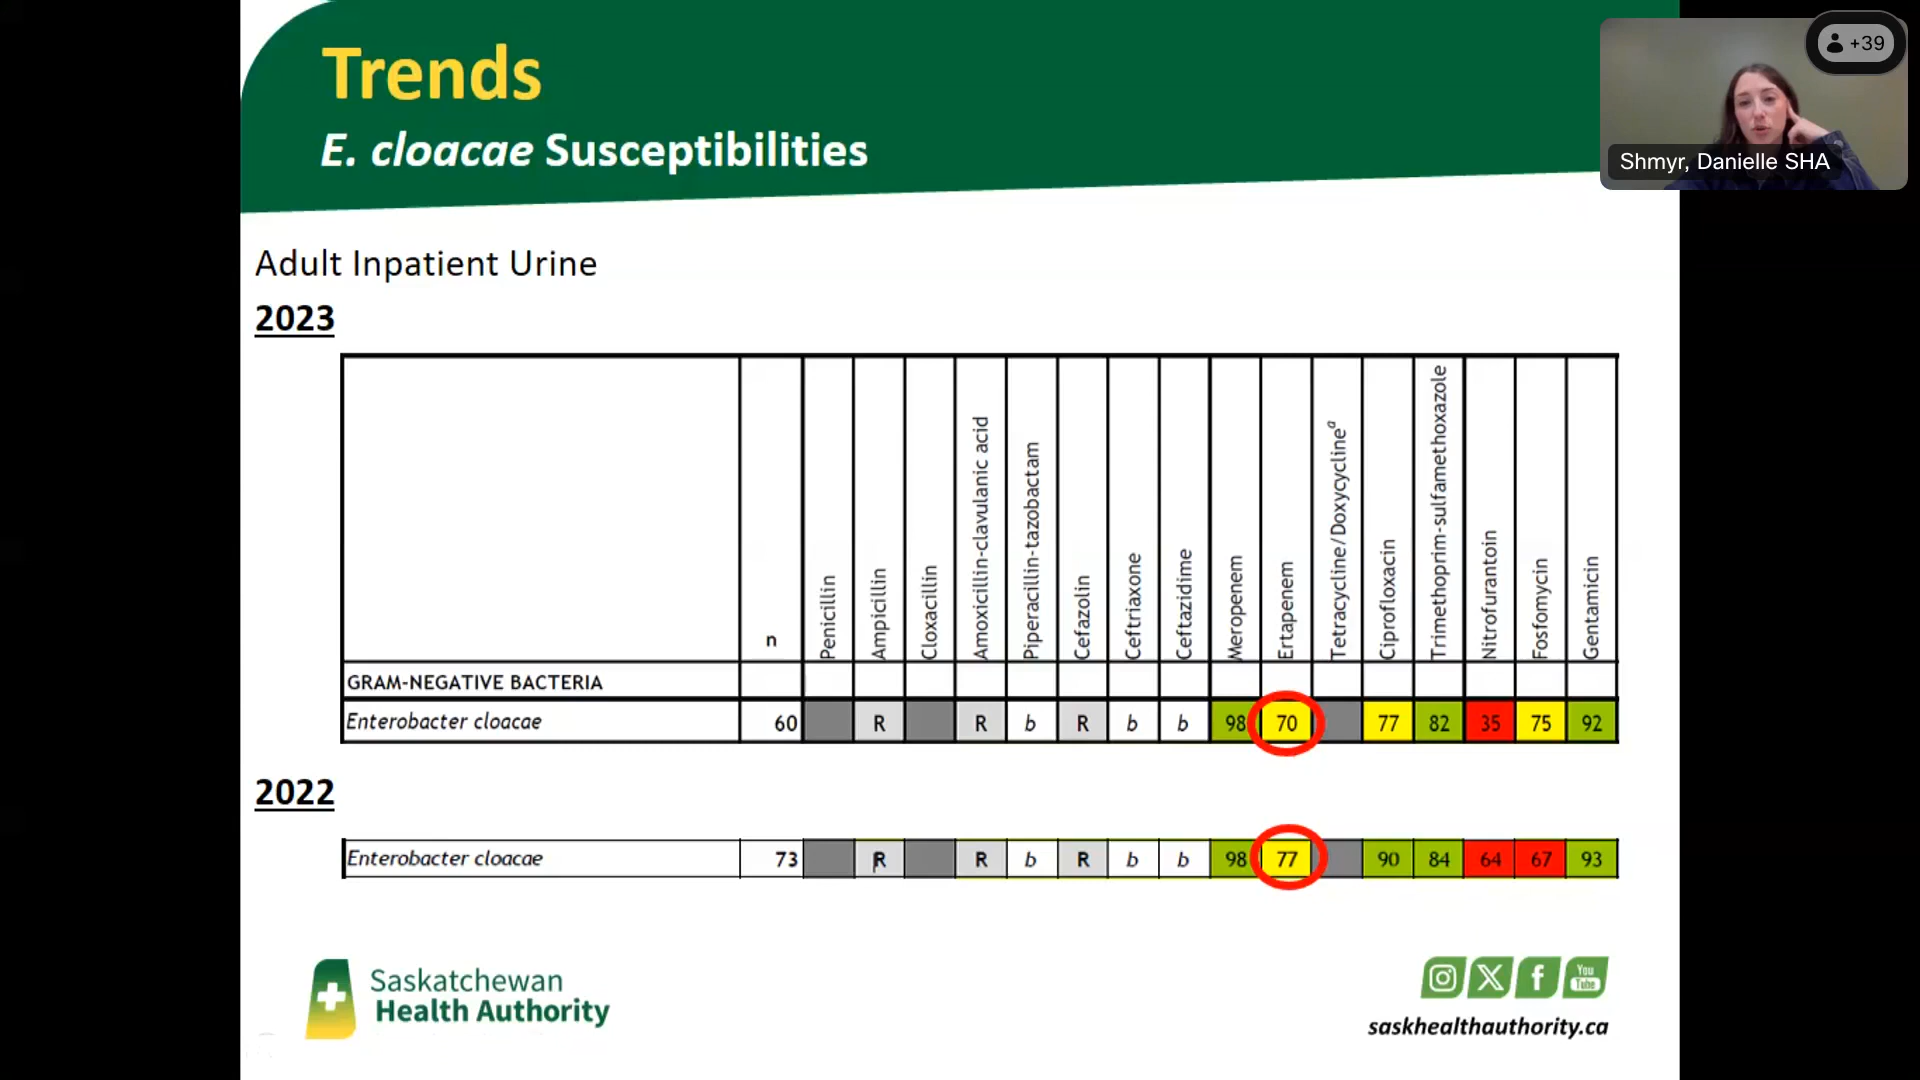 Trends
E. cloacae Susceptibilities
+39
Shmyr, Danielle SHA
Adult Inpatient Urine
2023
n Penicillin Ampicillin Cloxacillin Amoxicillin-clavulanic acid Piperacillin-tazobactam Cefazolin Ceftriaxone Ceftazidime Meropenem Ertapenem Tetracycline/Doxycyclineᵃ Ciprofloxacin Trimethoprim-sulfamethoxazole Nitrofurantoin Fosfomycin Gentamicin
GRAM-NEGATIVE BACTERIA
Enterobacter cloacae 60 R R b R b b 98 70 77 82 35 75 92
2022
Enterobacter cloacae 73 R R b R b b 98 77 90 84 64 67 93
Saskatchewan
Health Authority
You
Tube
saskhealthauthority.ca